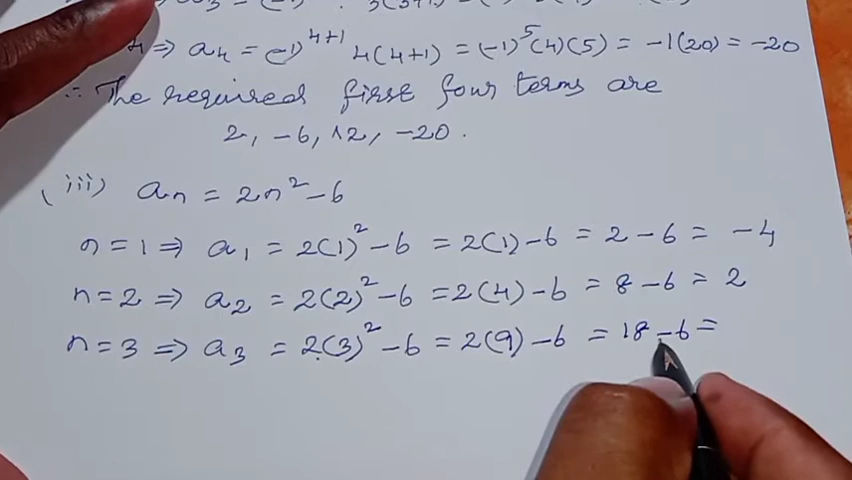 a₄ = (-1)⁴⁺¹ 4(4+1) = (-1)⁵(4)(5) = -1(20) = -20
∴ The required first four terms are
2, -6, 12, -20.
(iii) aₙ = 2n² - 6
n = 1 ⇒ a₁ = 2(1)² - 6 = 2(1) - 6 = 2 - 6 = -4
n = 2 ⇒ a₂ = 2(2)² - 6 = 2(4) - 6 = 8 - 6 = 2
n = 3 ⇒ a₃ = 2(3)² - 6 = 2(9) - 6 = 18 - 6 =